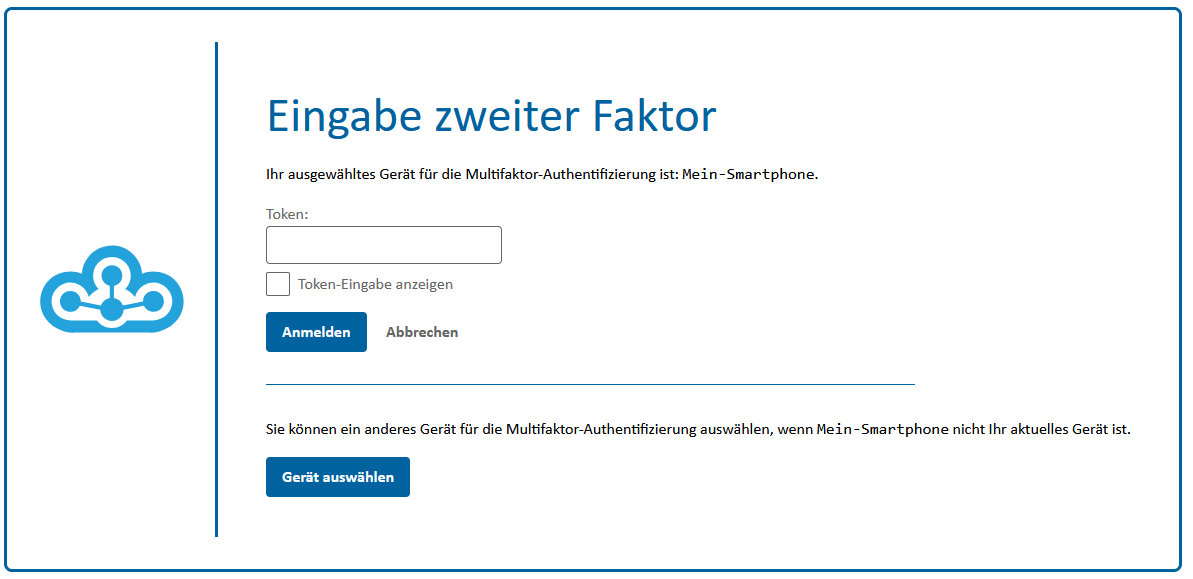 Eingabe zweiter Faktor
Ihr ausgewähltes Gerät für die Multifaktor-Authentifizierung ist: Mein-Smartphone.
Token:
Token-Eingabe anzeigen
Anmelden Abbrechen
Sie können ein anderes Gerät für die Multifaktor-Authentifizierung auswählen, wenn Mein-Smartphone nicht Ihr aktuelles Gerät ist.
Gerät auswählen